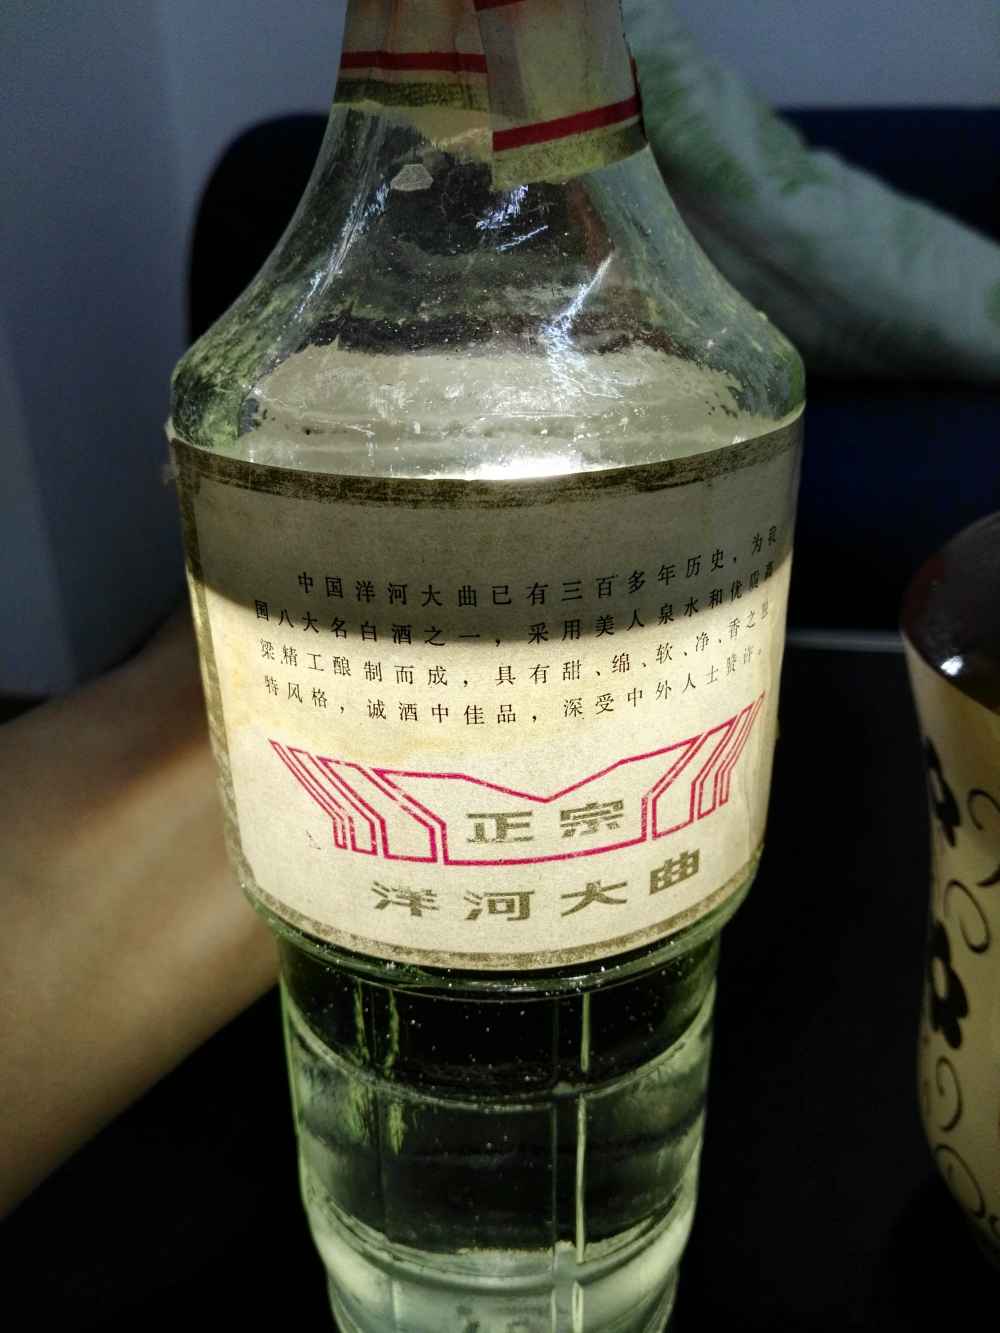 中国洋河大曲已有三百多年历史，为我
国八大名白酒之一，采用美人泉水和优质高
梁精工酿制而成，具有甜、绵、软、净、香之独
特风格，诚酒中佳品，深受中外人士赞许。
正宗
洋河大曲